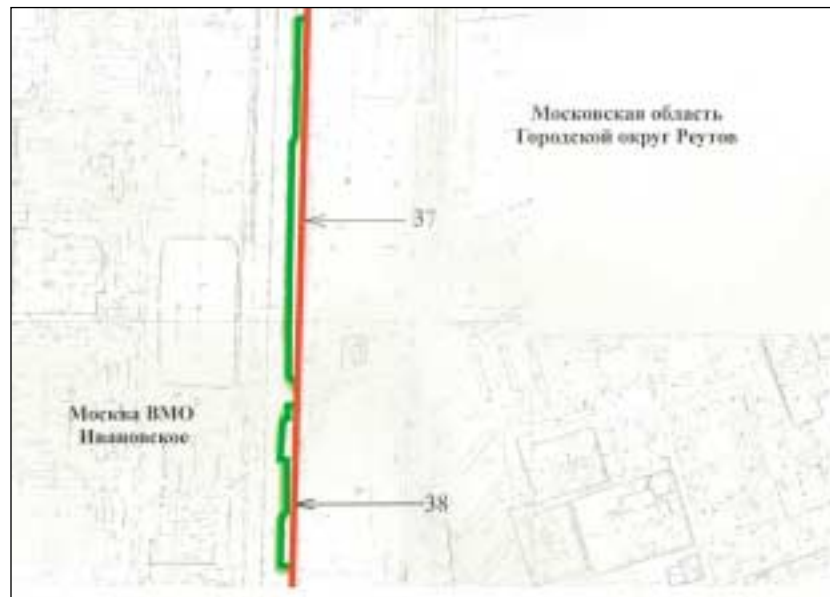 Московская область
Городской округ Реутов
37
Москва ВМО
Ивановское
38